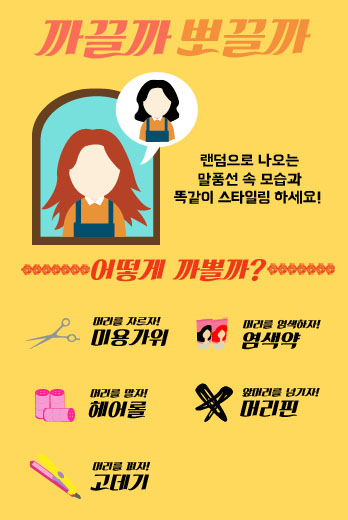 까끌까 뽀끌까
랜덤으로 나오는
말풍선 속 모습과
똑같이 스타일링 하세요!
어떻게 까뽈까?
머리를 자르자!
미용가위
머리를 염색하자!
염색약
머리를 말자!
헤어롤
앞머리를 넘기자!
머리핀
머리를 펴자!
고데기